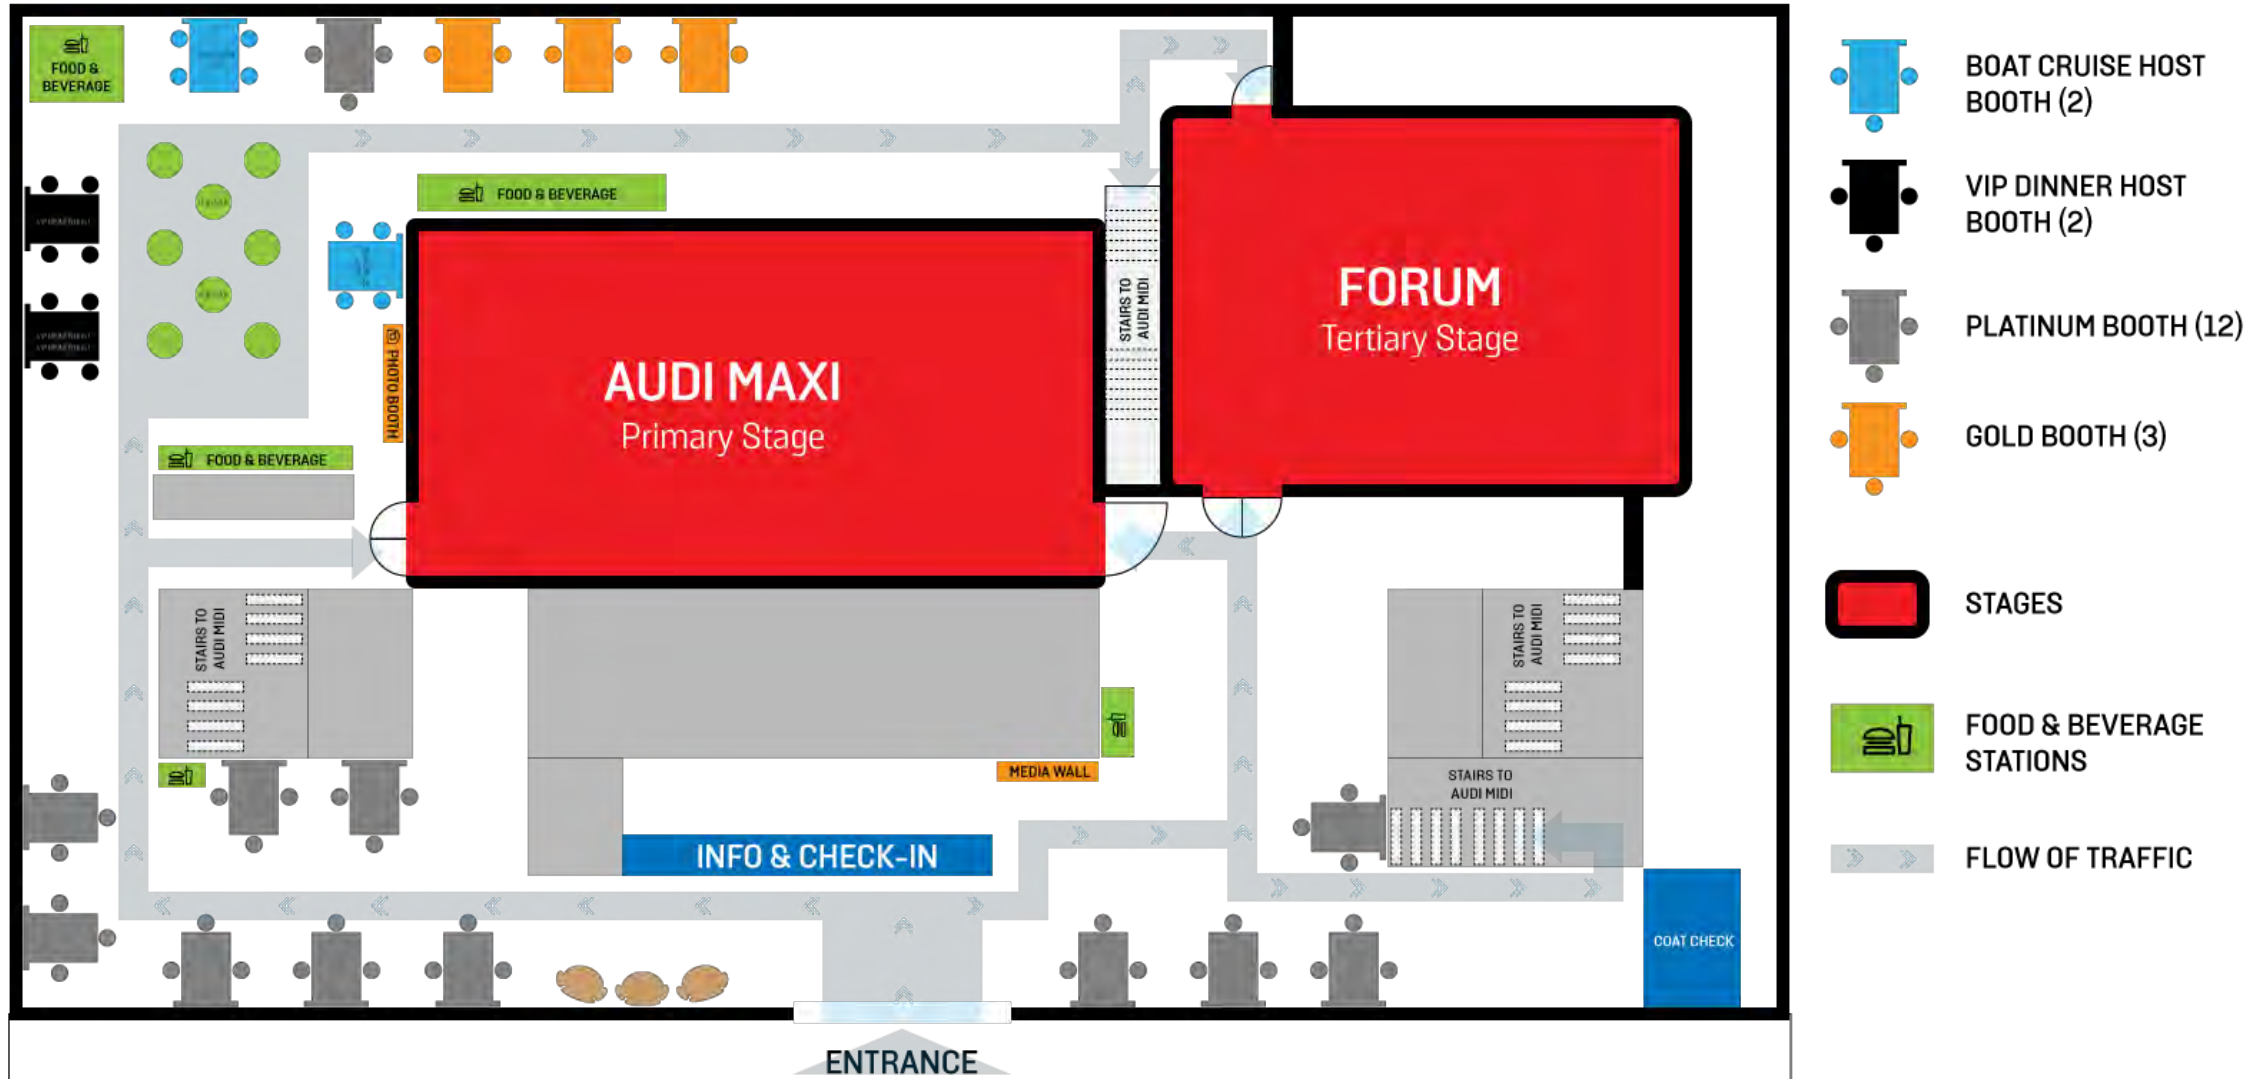 FOOD &
BEVERAGE
FOOD & BEVERAGE
PHOTO BOOTH
FOOD & BEVERAGE
AUDI MAXI
Primary Stage
STAIRS TO
AUDI MIDI
FORUM
Tertiary Stage
STAIRS TO
AUDI MIDI
STAIRS TO
AUDI MIDI
STAIRS TO
AUDI MIDI
MEDIA WALL
INFO & CHECK-IN
COAT CHECK
ENTRANCE
BOAT CRUISE HOST
BOOTH (2)
VIP DINNER HOST
BOOTH (2)
PLATINUM BOOTH (12)
GOLD BOOTH (3)
STAGES
FOOD & BEVERAGE
STATIONS
FLOW OF TRAFFIC